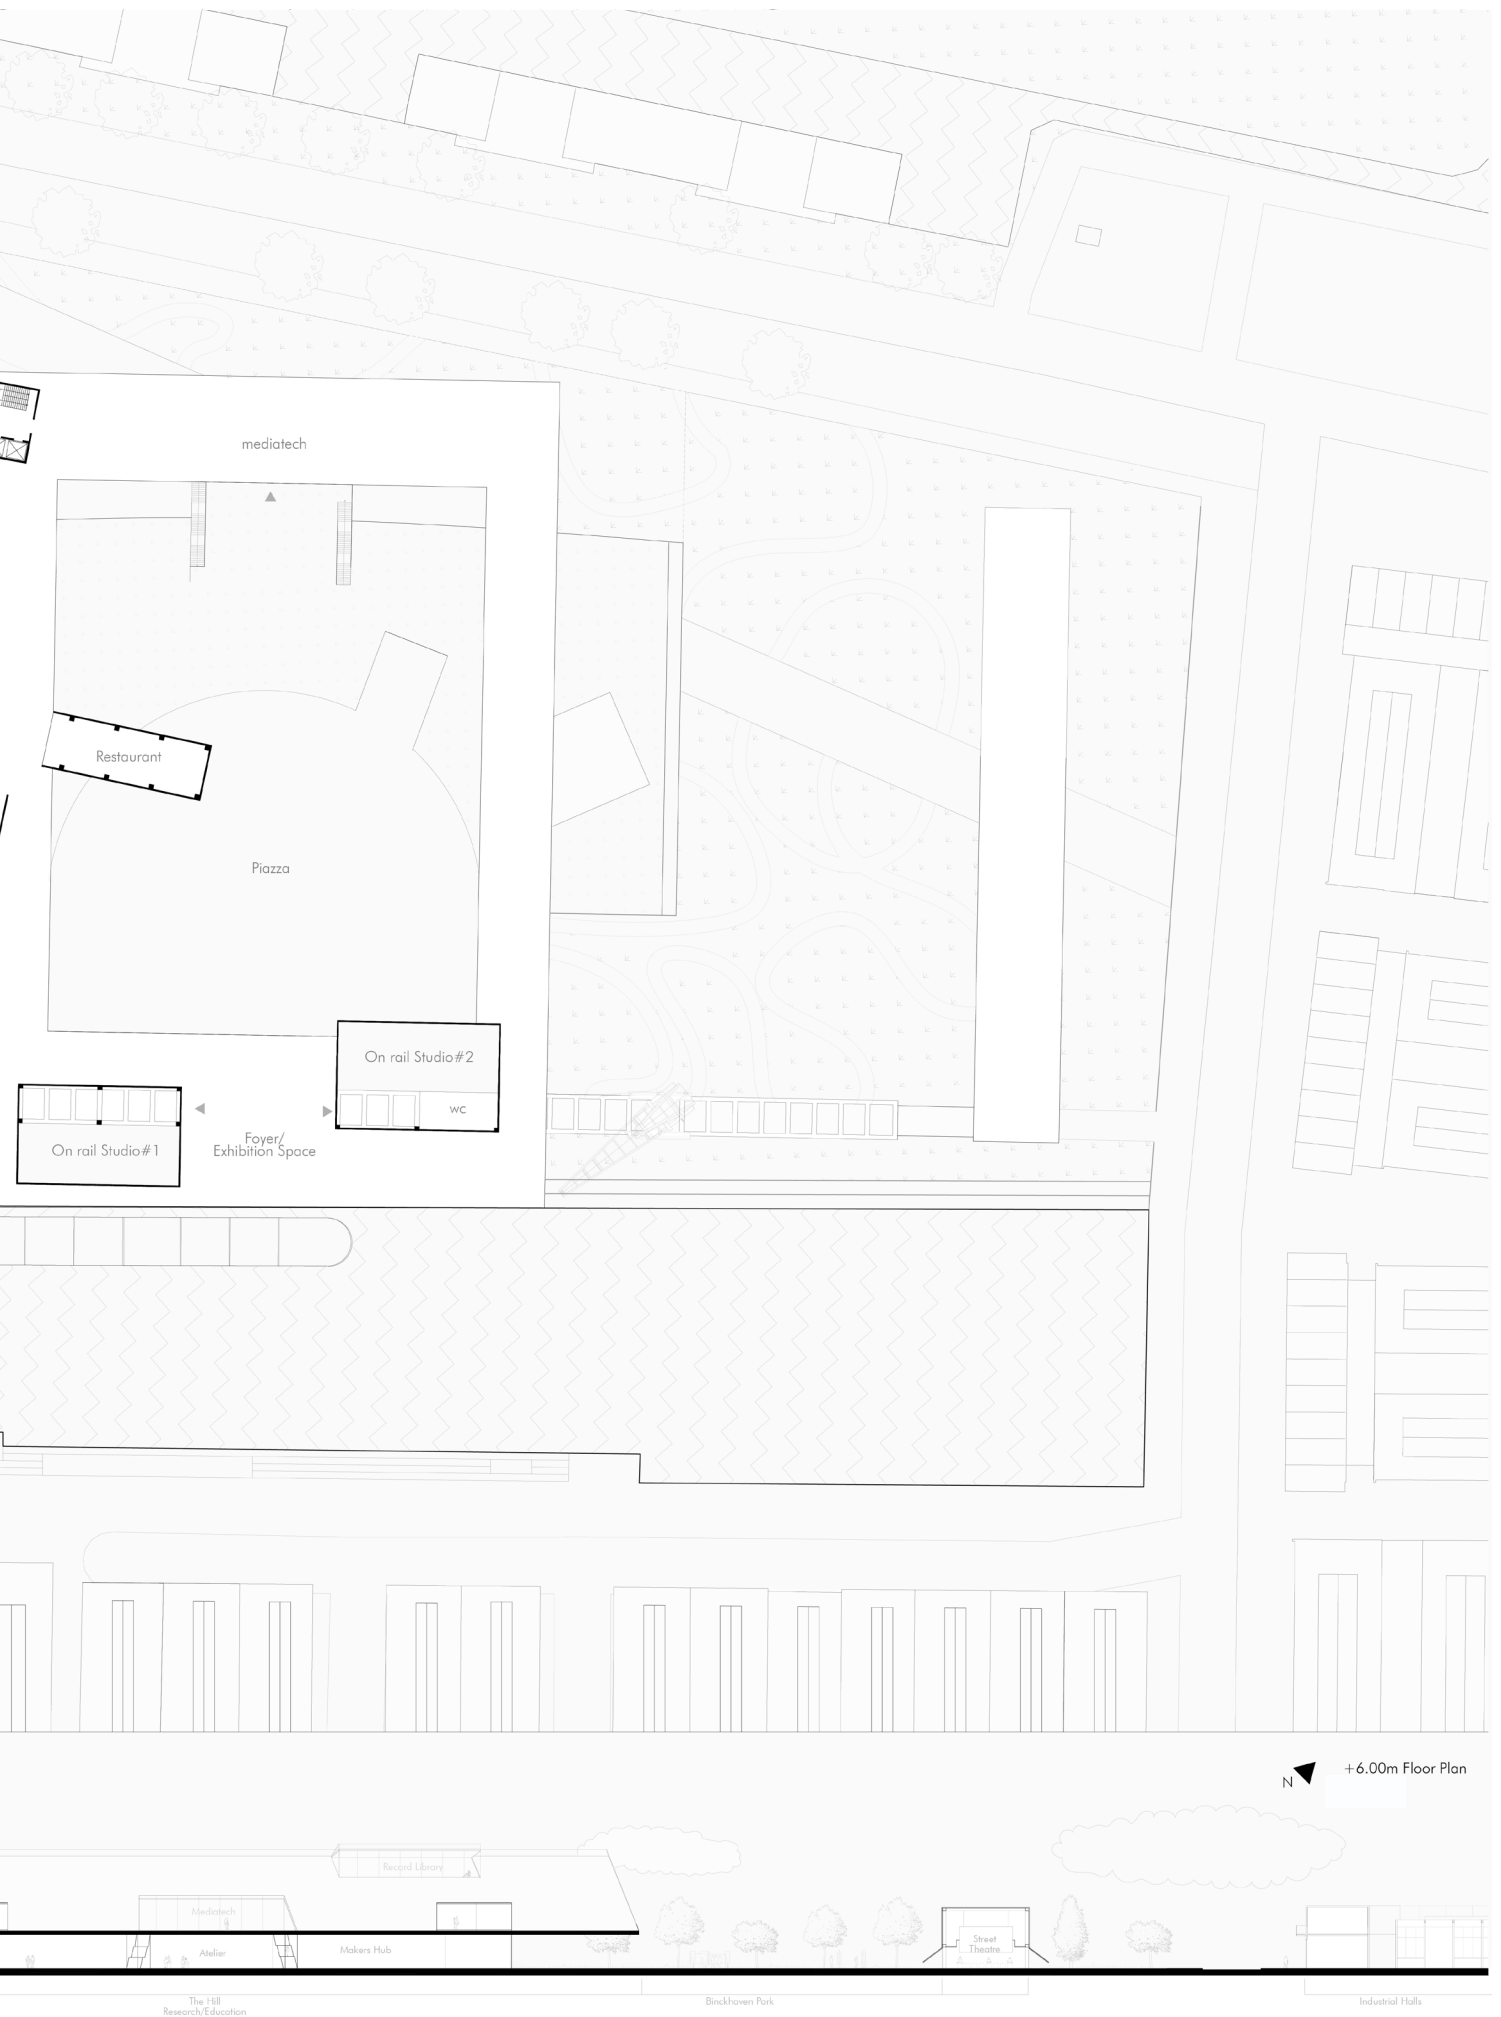 mediatech
Restaurant
Piazza
On rail Studio#2
wc
On rail Studio#1
Foyer/
Exhibition Space
N
+6.00m Floor Plan
Record Library
Mediatech
Atelier
Makers Hub
Street
Theatre
The Hill
Research/Education
Binckhaven Park
Industrial Halls